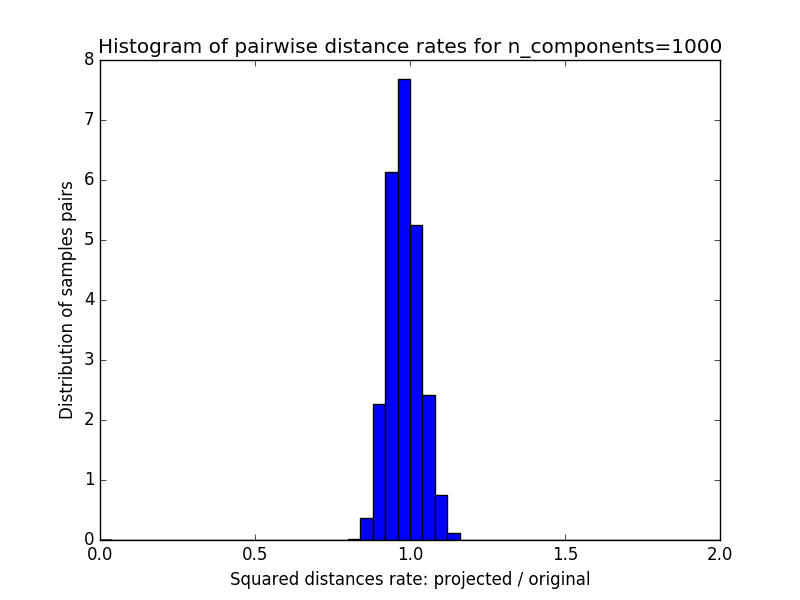 Histogram of pairwise distance rates for n_components=1000
8
7
6
5
4
3
2
1
0
Distribution of samples pairs
0.0 0.5 1.0 1.5 2.0
Squared distances rate: projected / original